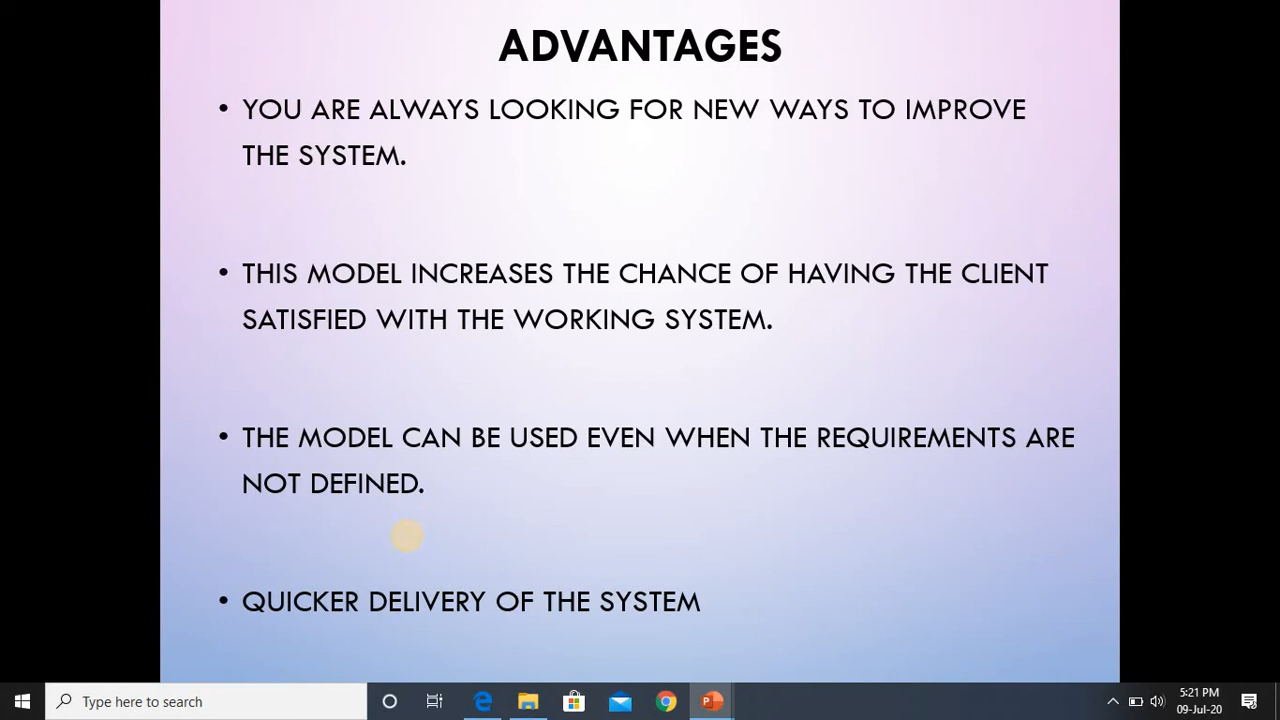 ADVANTAGES
• YOU ARE ALWAYS LOOKING FOR NEW WAYS TO IMPROVE
THE SYSTEM.
• THIS MODEL INCREASES THE CHANCE OF HAVING THE CLIENT
SATISFIED WITH THE WORKING SYSTEM.
• THE MODEL CAN BE USED EVEN WHEN THE REQUIREMENTS ARE
NOT DEFINED.
• QUICKER DELIVERY OF THE SYSTEM
Type here to search
5:21 PM
09-Jul-20